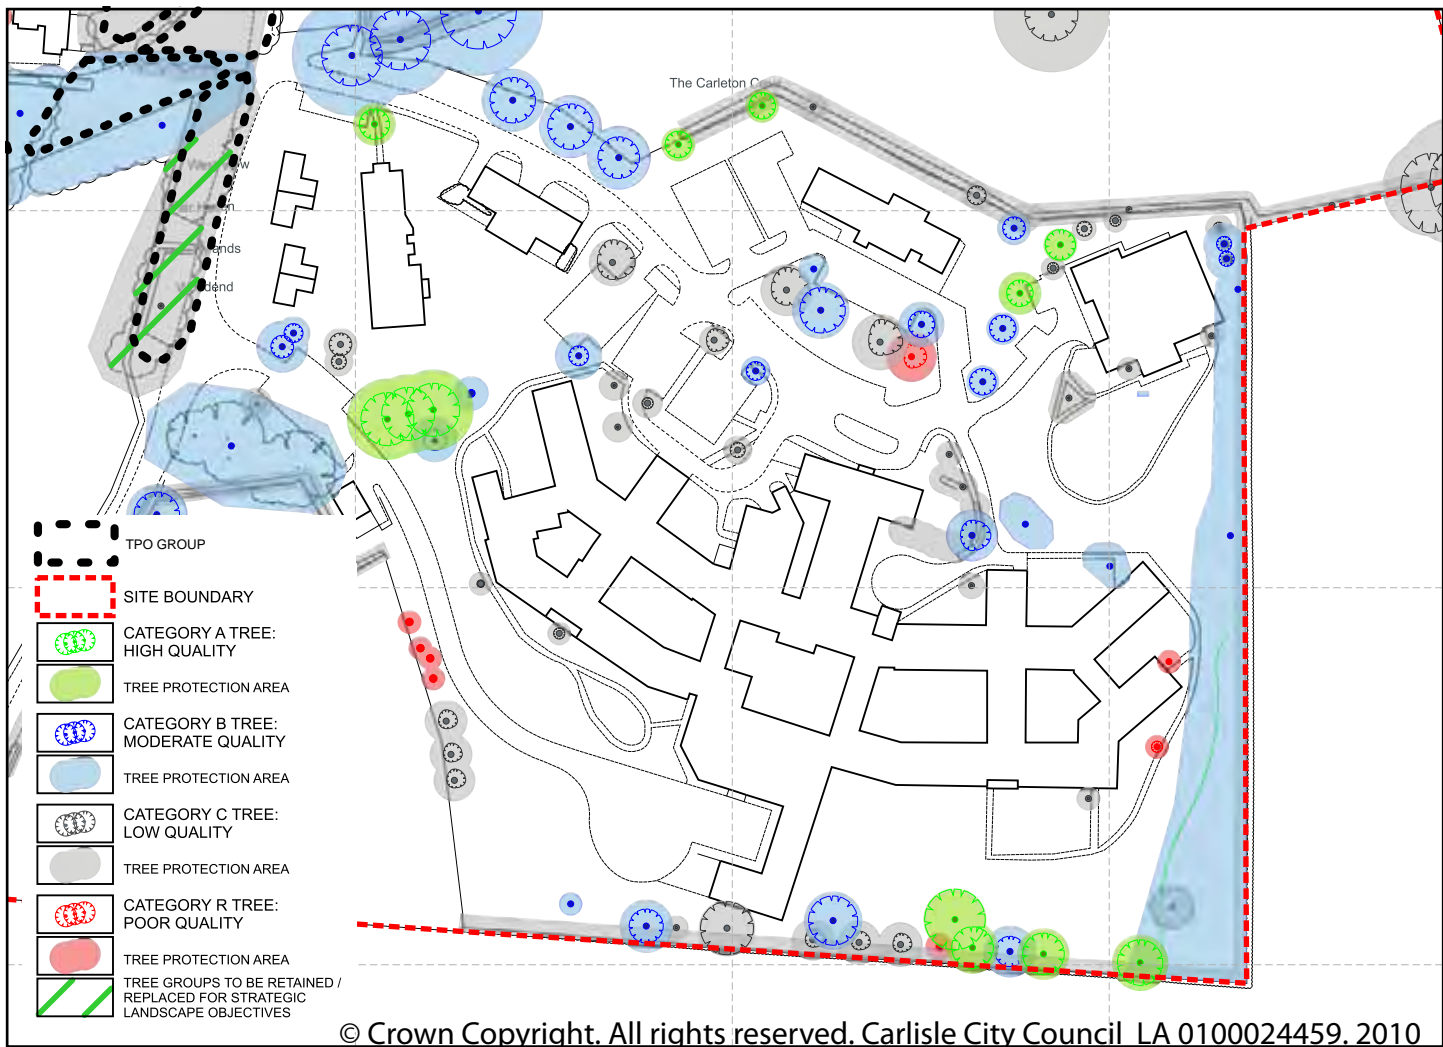 The Carleton C
TPO GROUP
SITE BOUNDARY
CATEGORY A TREE:
HIGH QUALITY
TREE PROTECTION AREA
CATEGORY B TREE:
MODERATE QUALITY
TREE PROTECTION AREA
CATEGORY C TREE:
LOW QUALITY
TREE PROTECTION AREA
CATEGORY R TREE:
POOR QUALITY
TREE PROTECTION AREA
TREE GROUPS TO BE RETAINED /
REPLACED FOR STRATEGIC
LANDSCAPE OBJECTIVES
© Crown Copyright. All rights reserved. Carlisle City Council LA 0100024459. 2010